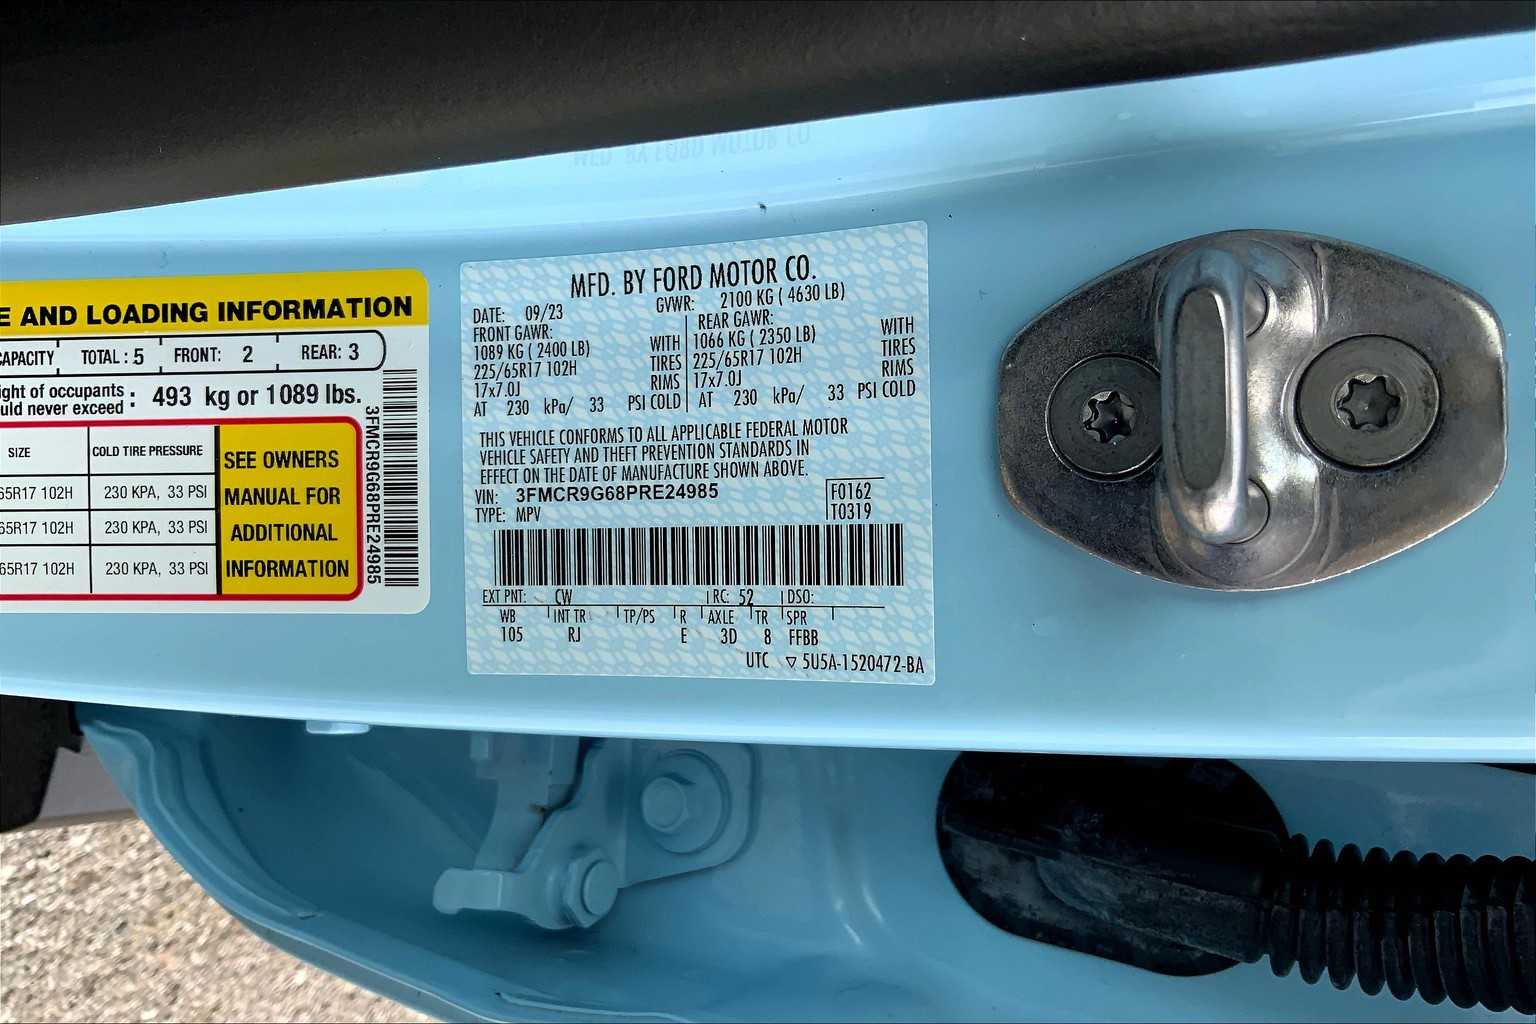 E AND LOADING INFORMATION
CAPACITY TOTAL : 5 FRONT: 2 REAR: 3
ight of occupants
uld never exceed : 493 kg or 1089 lbs.
SIZE COLD TIRE PRESSURE
65R17 102H 230 KPA, 33 PSI
65R17 102H 230 KPA, 33 PSI
65R17 102H 230 KPA, 33 PSI
SEE OWNERS
MANUAL FOR
ADDITIONAL
INFORMATION
3FMCR9G68PRE24985
MFD. BY FORD MOTOR CO.
DATE: 09/23 GVWR: 2100 KG ( 4630 LB)
FRONT GAWR:
1089 KG ( 2400 LB) WITH
225/65R17 102H TIRES
17x7.0J RIMS
AT 230 kPa/ 33 PSI COLD
REAR GAWR:
1066 KG ( 2350 LB) WITH
225/65R17 102H TIRES
17x7.0J RIMS
AT 230 kPa/ 33 PSI COLD
THIS VEHICLE CONFORMS TO ALL APPLICABLE FEDERAL MOTOR
VEHICLE SAFETY AND THEFT PREVENTION STANDARDS IN
EFFECT ON THE DATE OF MANUFACTURE SHOWN ABOVE.
VIN: 3FMCR9G68PRE24985 F0162
TYPE: MPV T0319
EXT PNT: CW RC: 52 DSO:
WB INT TR TP/PS R AXLE TR SPR
105 RJ E 3D 8 FFBB
UTC ▽ 5U5A-1520472-BA